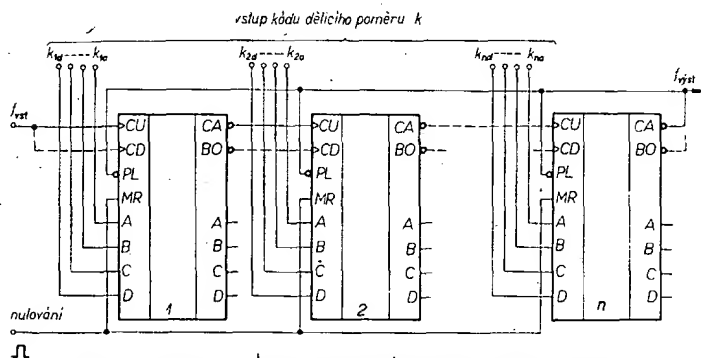 vstup kódu dělicího poměru k
k1d k1a k2d k2a knd kna
fvst
fvýst
CU CA CU CA CU CA
CD BO CD BO CD BO
PL PL PL
MR MR MR
A A A A A A
B B B B B B
C C C C C C
D D D D D D
1 2 n
nulování